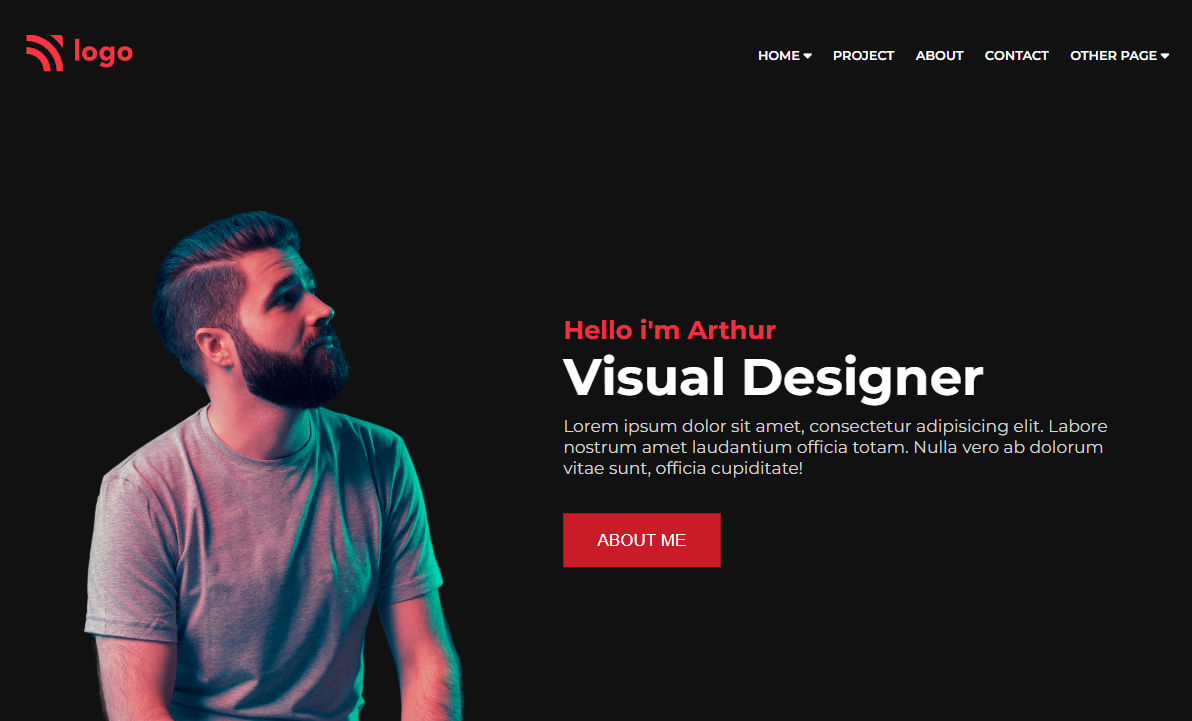 logo
HOME PROJECT ABOUT CONTACT OTHER PAGE
Hello i'm Arthur
Visual Designer
Lorem ipsum dolor sit amet, consectetur adipisicing elit. Labore
nostrum amet laudantium officia totam. Nulla vero ab dolorum
vitae sunt, officia cupiditate!
ABOUT ME